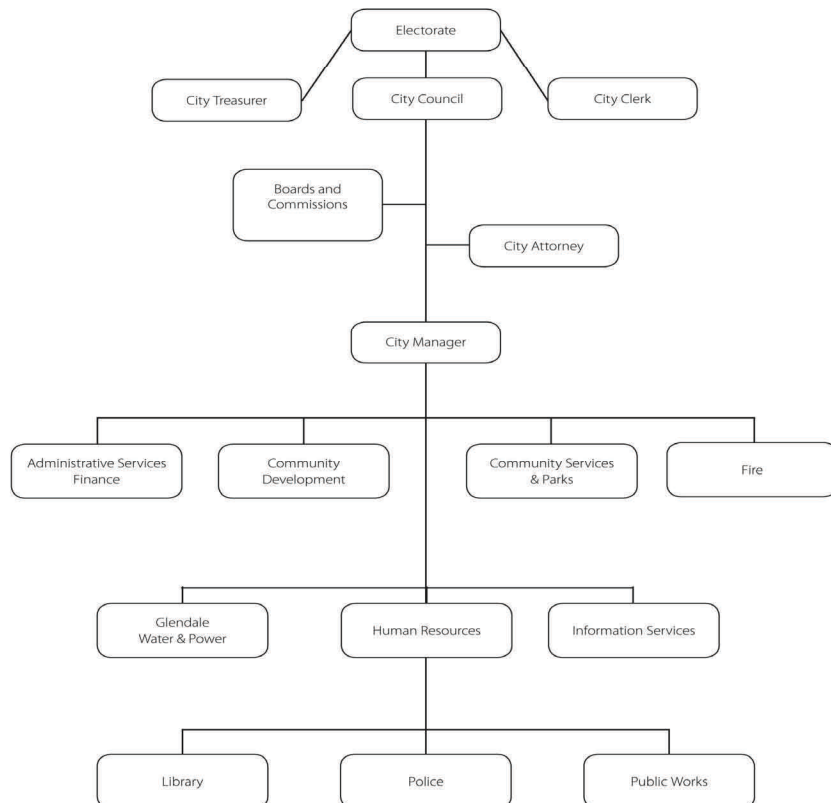 Electorate
City Treasurer
City Council
City Clerk
Boards and
Commissions
City Attorney
City Manager
Administrative Services
Finance
Community
Development
Community Services
& Parks
Fire
Glendale
Water & Power
Human Resources
Information Services
Library
Police
Public Works